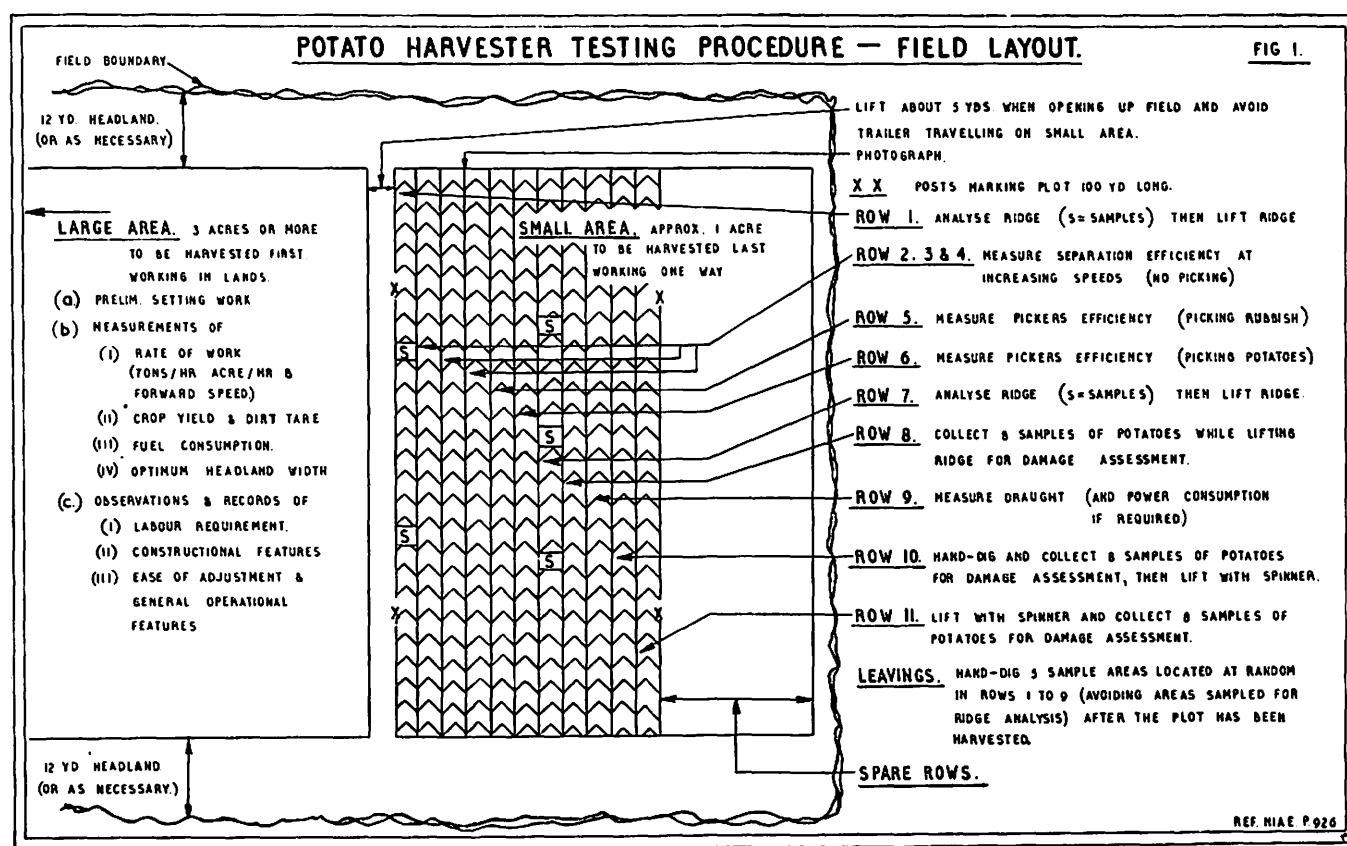 POTATO HARVESTER TESTING PROCEDURE — FIELD LAYOUT.
FIG 1.
FIELD BOUNDARY
12 YD. HEADLAND.
(OR AS NECESSARY)
LARGE AREA. 3 ACRES OR MORE
TO BE HARVESTED FIRST
WORKING IN LANDS.
(a) PRELIM. SETTING WORK
(b) MEASUREMENTS OF
(I) RATE OF WORK
(TONS/HR ACRE/HR &
FORWARD SPEED.)
(II) CROP YIELD & DIRT TARE
(III) FUEL CONSUMPTION.
(IV) OPTIMUM HEADLAND WIDTH
(c.) OBSERVATIONS & RECORDS OF
(I) LABOUR REQUIREMENT.
(II) CONSTRUCTIONAL FEATURES
(III) EASE OF ADJUSTMENT &
GENERAL OPERATIONAL
FEATURES
12 YD HEADLAND
(OR AS NECESSARY.)
SMALL AREA. APPROX. 1 ACRE
TO BE HARVESTED LAST
WORKING ONE WAY
X
X
S
S
S
S
S
X
X
LIFT ABOUT 5 YDS WHEN OPENING UP FIELD AND AVOID
TRAILER TRAVELLING ON SMALL AREA.
PHOTOGRAPH.
X X POSTS MARKING PLOT 100 YD LONG.
ROW 1. ANALYSE RIDGE (S=SAMPLES) THEN LIFT RIDGE
ROW 2. 3 & 4. MEASURE SEPARATION EFFICIENCY AT
INCREASING SPEEDS (NO PICKING)
ROW 5. MEASURE PICKERS EFFICIENCY (PICKING RUBBISH)
ROW 6. MEASURE PICKERS EFFICIENCY (PICKING POTATOES)
ROW 7. ANALYSE RIDGE (S=SAMPLES) THEN LIFT RIDGE.
ROW 8. COLLECT 8 SAMPLES OF POTATOES WHILE LIFTING
RIDGE FOR DAMAGE ASSESSMENT.
ROW 9. MEASURE DRAUGHT (AND POWER CONSUMPTION
IF REQUIRED)
ROW 10. HAND-DIG AND COLLECT 8 SAMPLES OF POTATOES
FOR DAMAGE ASSESSMENT, THEN LIFT WITH SPINNER.
ROW 11. LIFT WITH SPINNER AND COLLECT 8 SAMPLES OF
POTATOES FOR DAMAGE ASSESSMENT.
LEAVINGS. HAND-DIG 5 SAMPLE AREAS LOCATED AT RANDOM
IN ROWS 1 TO 9 (AVOIDING AREAS SAMPLED FOR
RIDGE ANALYSIS) AFTER THE PLOT HAS BEEN
HARVESTED.
SPARE ROWS.
REF. NIAE. P.926